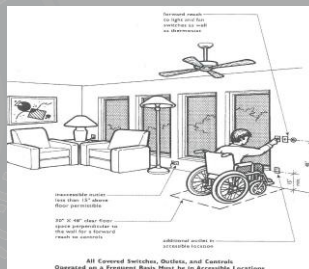 forward reach
to light and fan
switches as well
as thermostat
inaccessible outlet
less than 15" above
floor permissible
30" X 48" clear floor
space perpendicular to
the wall for a forward
reach to controls
additional outlet in
accessible location
All Covered Switches, Outlets, and Controls
Operated on a Frequent Basis Must be in Accessible Locations